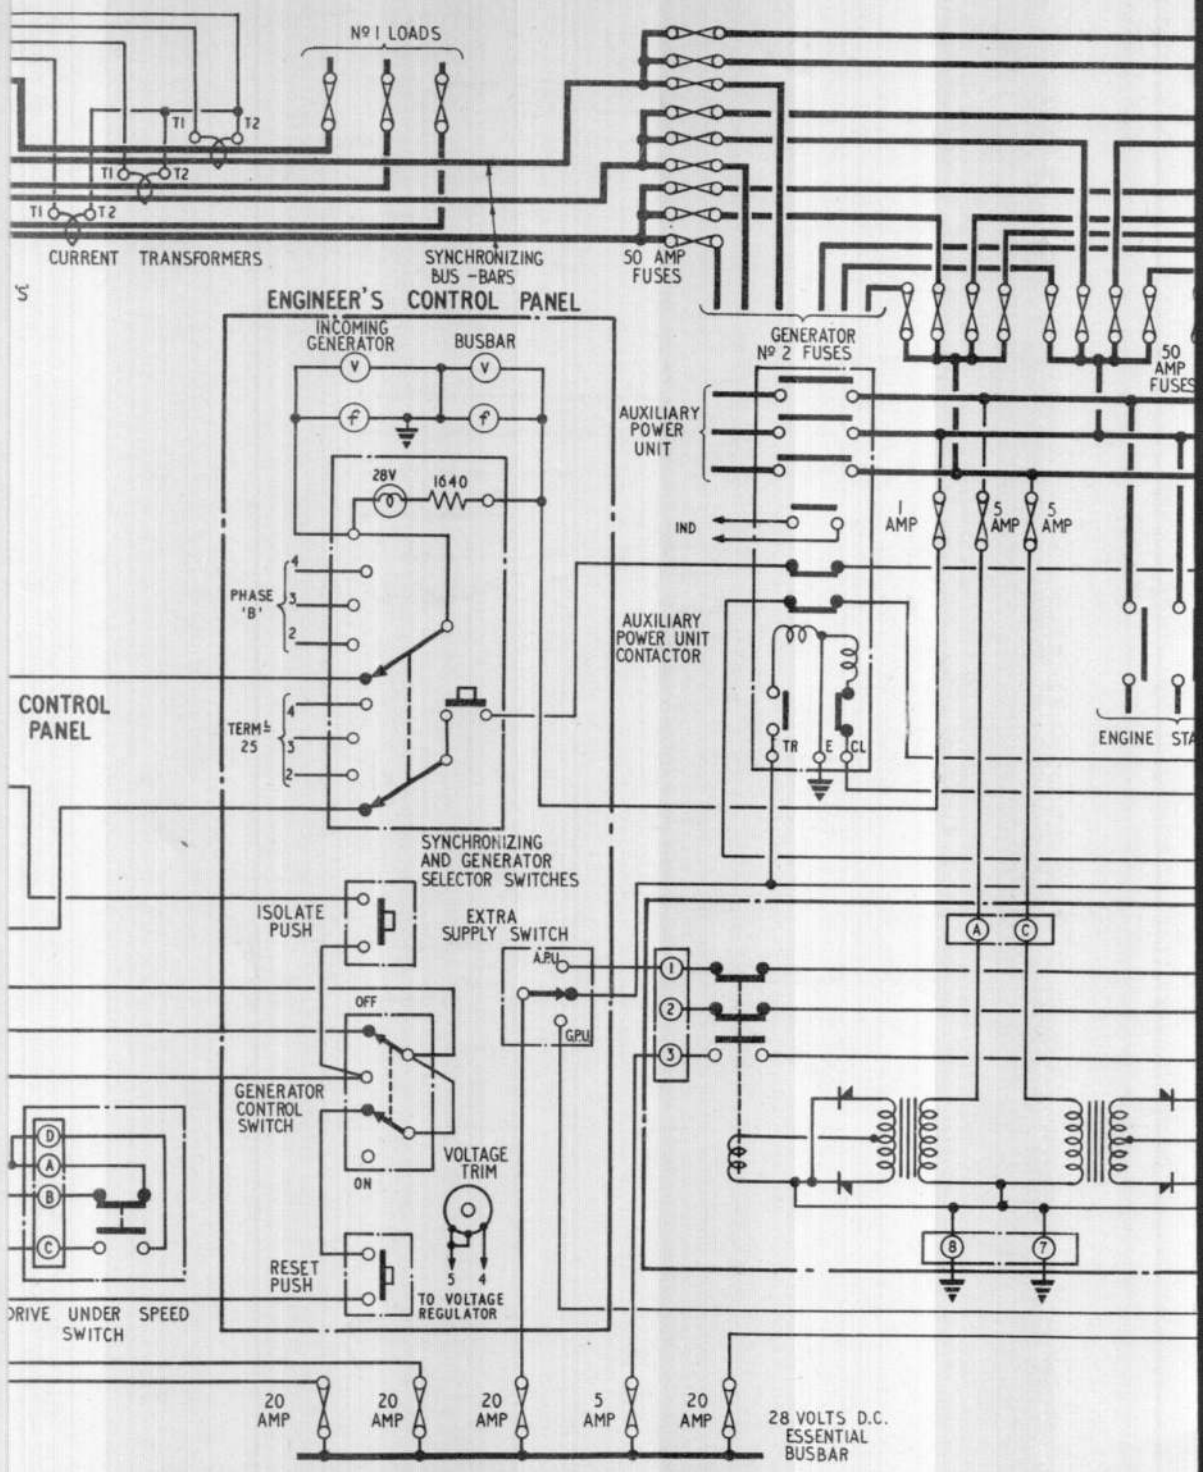 Nº 1 LOADS
T1
T2
T1
T2
T1
T2
CURRENT TRANSFORMERS
SYNCHRONIZING
BUS-BARS
50 AMP
FUSES
S
ENGINEER'S CONTROL PANEL
INCOMING
GENERATOR
BUSBAR
V
V
f
f
GENERATOR
Nº 2 FUSES
50
AMP
FUSES
AUXILIARY
POWER
UNIT
28V
1640
IND
1
AMP
5
AMP
5
AMP
PHASE
'B'
4
3
2
AUXILIARY
POWER UNIT
CONTACTOR
CONTROL
PANEL
TERML
25
4
3
2
TR
E
CL
ENGINE STA
SYNCHRONIZING
AND GENERATOR
SELECTOR SWITCHES
ISOLATE
PUSH
EXTRA
SUPPLY SWITCH
A.P.U.
G.P.U.
1
2
3
A
C
OFF
GENERATOR
CONTROL
SWITCH
ON
VOLTAGE
TRIM
5
4
TO VOLTAGE
REGULATOR
RESET
PUSH
D
A
B
C
DRIVE UNDER SPEED
SWITCH
8
7
20
AMP
20
AMP
20
AMP
5
AMP
20
AMP
28 VOLTS D.C.
ESSENTIAL
BUSBAR